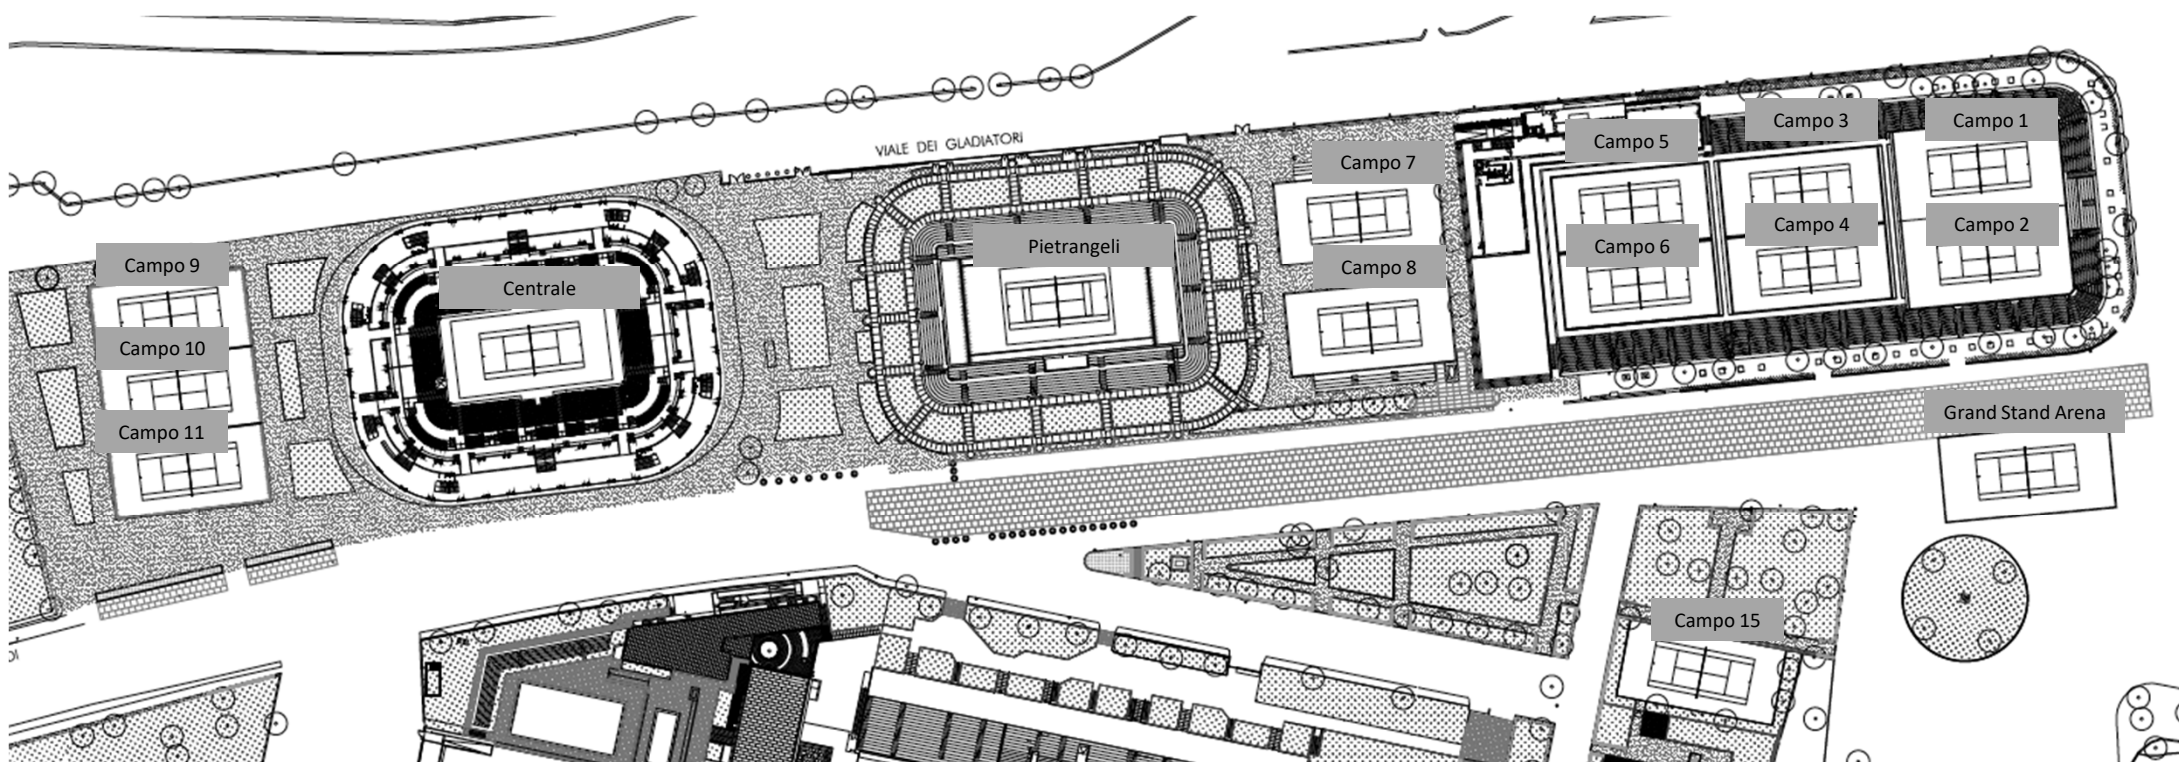 VIALE DEI GLADIATORI
Campo 1
Campo 3
Campo 5
Campo 7
Campo 2
Campo 4
Campo 6
Pietrangeli
Campo 8
Campo 9
Centrale
Campo 10
Campo 11
Grand Stand Arena
Campo 15
DI